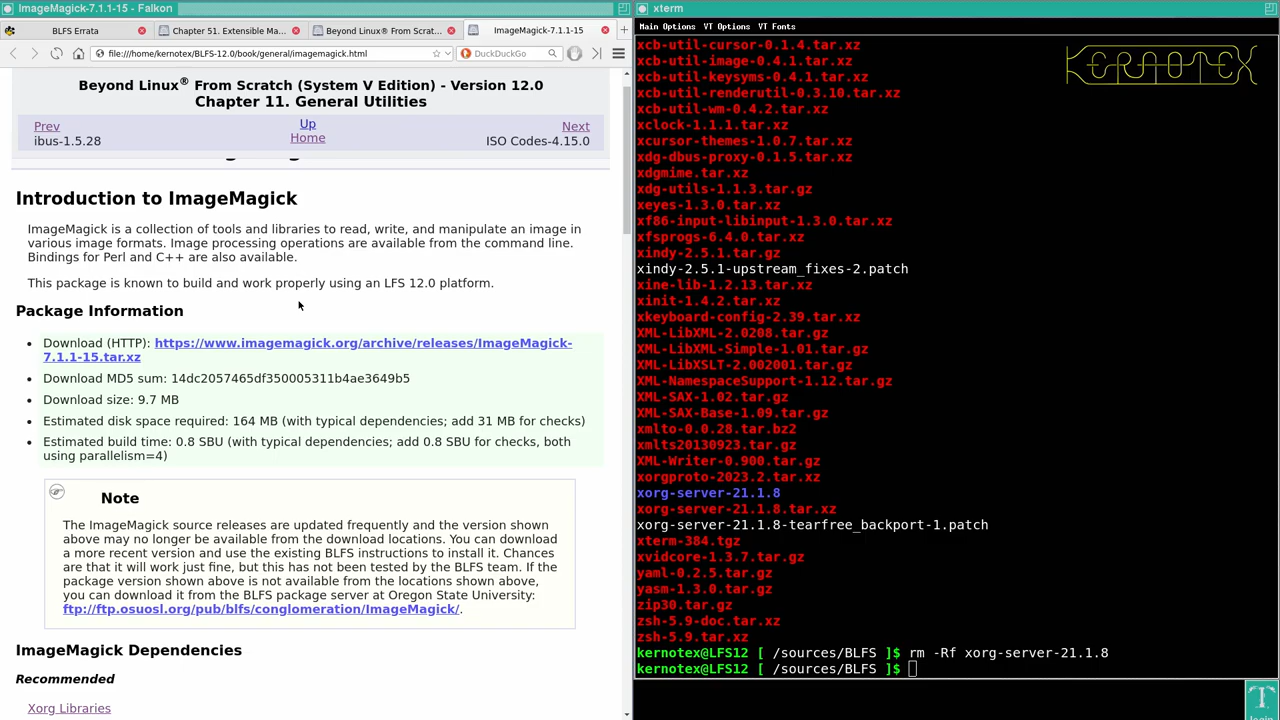 ImageMagick-7.1.1-15 - Falkon
BLFS Errata
Chapter 51. Extensible Ma...
Beyond Linux® From Scrat...
ImageMagick-7.1.1-15
file:///home/kernotex/BLFS-12.0/book/general/imagemagick.html
DuckDuckGo
Beyond Linux® From Scratch (System V Edition) - Version 12.0
Chapter 11. General Utilities
Prev
Up
Next
ibus-1.5.28
Home
ISO Codes-4.15.0
Introduction to ImageMagick
ImageMagick is a collection of tools and libraries to read, write, and manipulate an image in
various image formats. Image processing operations are available from the command line.
Bindings for Perl and C++ are also available.
This package is known to build and work properly using an LFS 12.0 platform.
Package Information
Download (HTTP): https://www.imagemagick.org/archive/releases/ImageMagick-
7.1.1-15.tar.xz
Download MD5 sum: 14dc2057465df350005311b4ae3649b5
Download size: 9.7 MB
Estimated disk space required: 164 MB (with typical dependencies; add 31 MB for checks)
Estimated build time: 0.8 SBU (with typical dependencies; add 0.8 SBU for checks, both
using parallelism=4)
Note
The ImageMagick source releases are updated frequently and the version shown
above may no longer be available from the download locations. You can download
a more recent version and use the existing BLFS instructions to install it. Chances
are that it will work just fine, but this has not been tested by the BLFS team. If the
package version shown above is not available from the locations shown above,
you can download it from the BLFS package server at Oregon State University:
ftp://ftp.osuosl.org/pub/blfs/conglomeration/ImageMagick/.
ImageMagick Dependencies
Recommended
Xorg Libraries
xterm
Main Options VT Options VT Fonts
KERNOTEX
xcb-util-cursor-0.1.4.tar.xz
xcb-util-image-0.4.1.tar.xz
xcb-util-keysyms-0.4.1.tar.xz
xcb-util-renderutil-0.3.10.tar.xz
xcb-util-wm-0.4.2.tar.xz
xclock-1.1.1.tar.xz
xcursor-themes-1.0.7.tar.xz
xdg-dbus-proxy-0.1.5.tar.xz
xdgmime.tar.xz
xdg-utils-1.1.3.tar.gz
xeyes-1.3.0.tar.xz
xf86-input-libinput-1.3.0.tar.xz
xfsprogs-6.4.0.tar.xz
xindy-2.5.1.tar.gz
xindy-2.5.1-upstream_fixes-2.patch
xine-lib-1.2.13.tar.xz
xinit-1.4.2.tar.xz
xkeyboard-config-2.39.tar.xz
XML-LibXML-2.0208.tar.gz
XML-LibXML-Simple-1.01.tar.gz
XML-LibXSLT-2.002001.tar.gz
XML-NamespaceSupport-1.12.tar.gz
XML-SAX-1.02.tar.gz
XML-SAX-Base-1.09.tar.gz
xmlto-0.0.28.tar.bz2
xmlts20130923.tar.gz
XML-Writer-0.900.tar.gz
xorgproto-2023.2.tar.xz
xorg-server-21.1.8
xorg-server-21.1.8.tar.xz
xorg-server-21.1.8-tearfree_backport-1.patch
xterm-384.tgz
xvidcore-1.3.7.tar.gz
yaml-0.2.5.tar.gz
yasm-1.3.0.tar.gz
zip30.tar.gz
zsh-5.9-doc.tar.xz
zsh-5.9.tar.xz
kernotex@LFS12 [ /sources/BLFS ]$ rm -Rf xorg-server-21.1.8
kernotex@LFS12 [ /sources/BLFS ]$
login